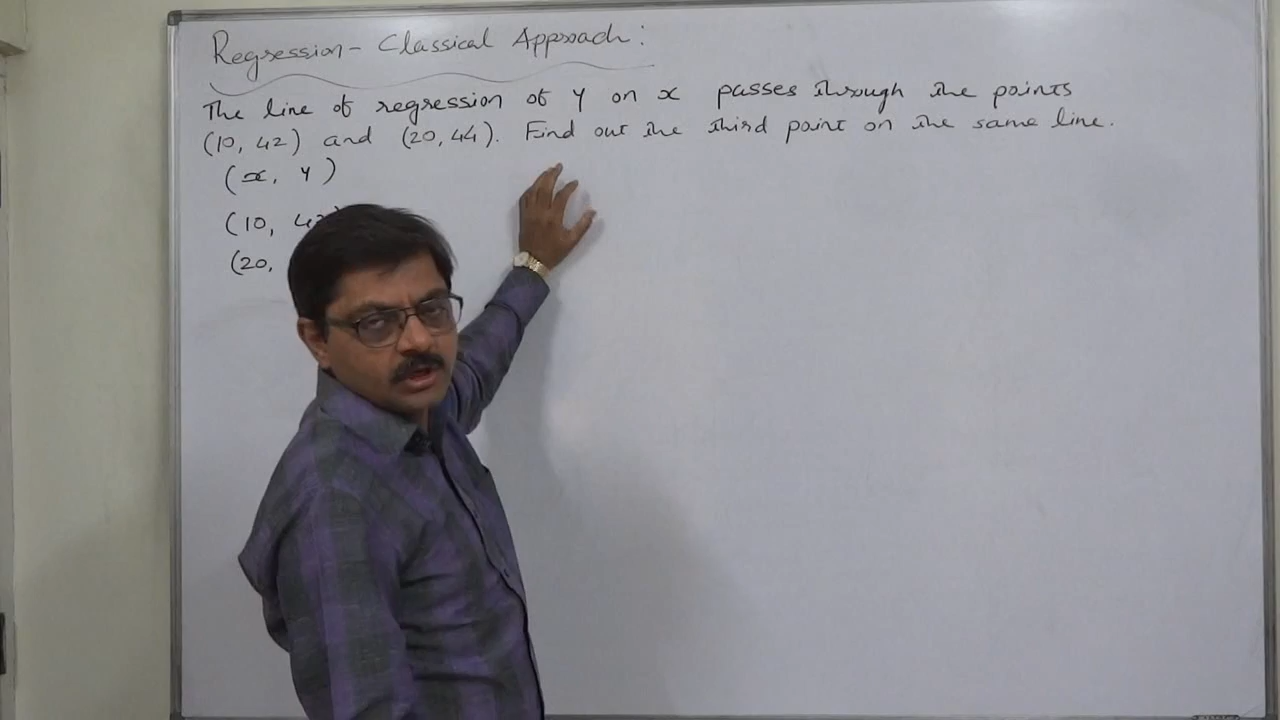 Regression - Classical Approach:
The line of regression of y on x passes through the points
(10, 42) and (20, 44). Find out the third point on the same line.
(x, y)
(10, 42)
(20,